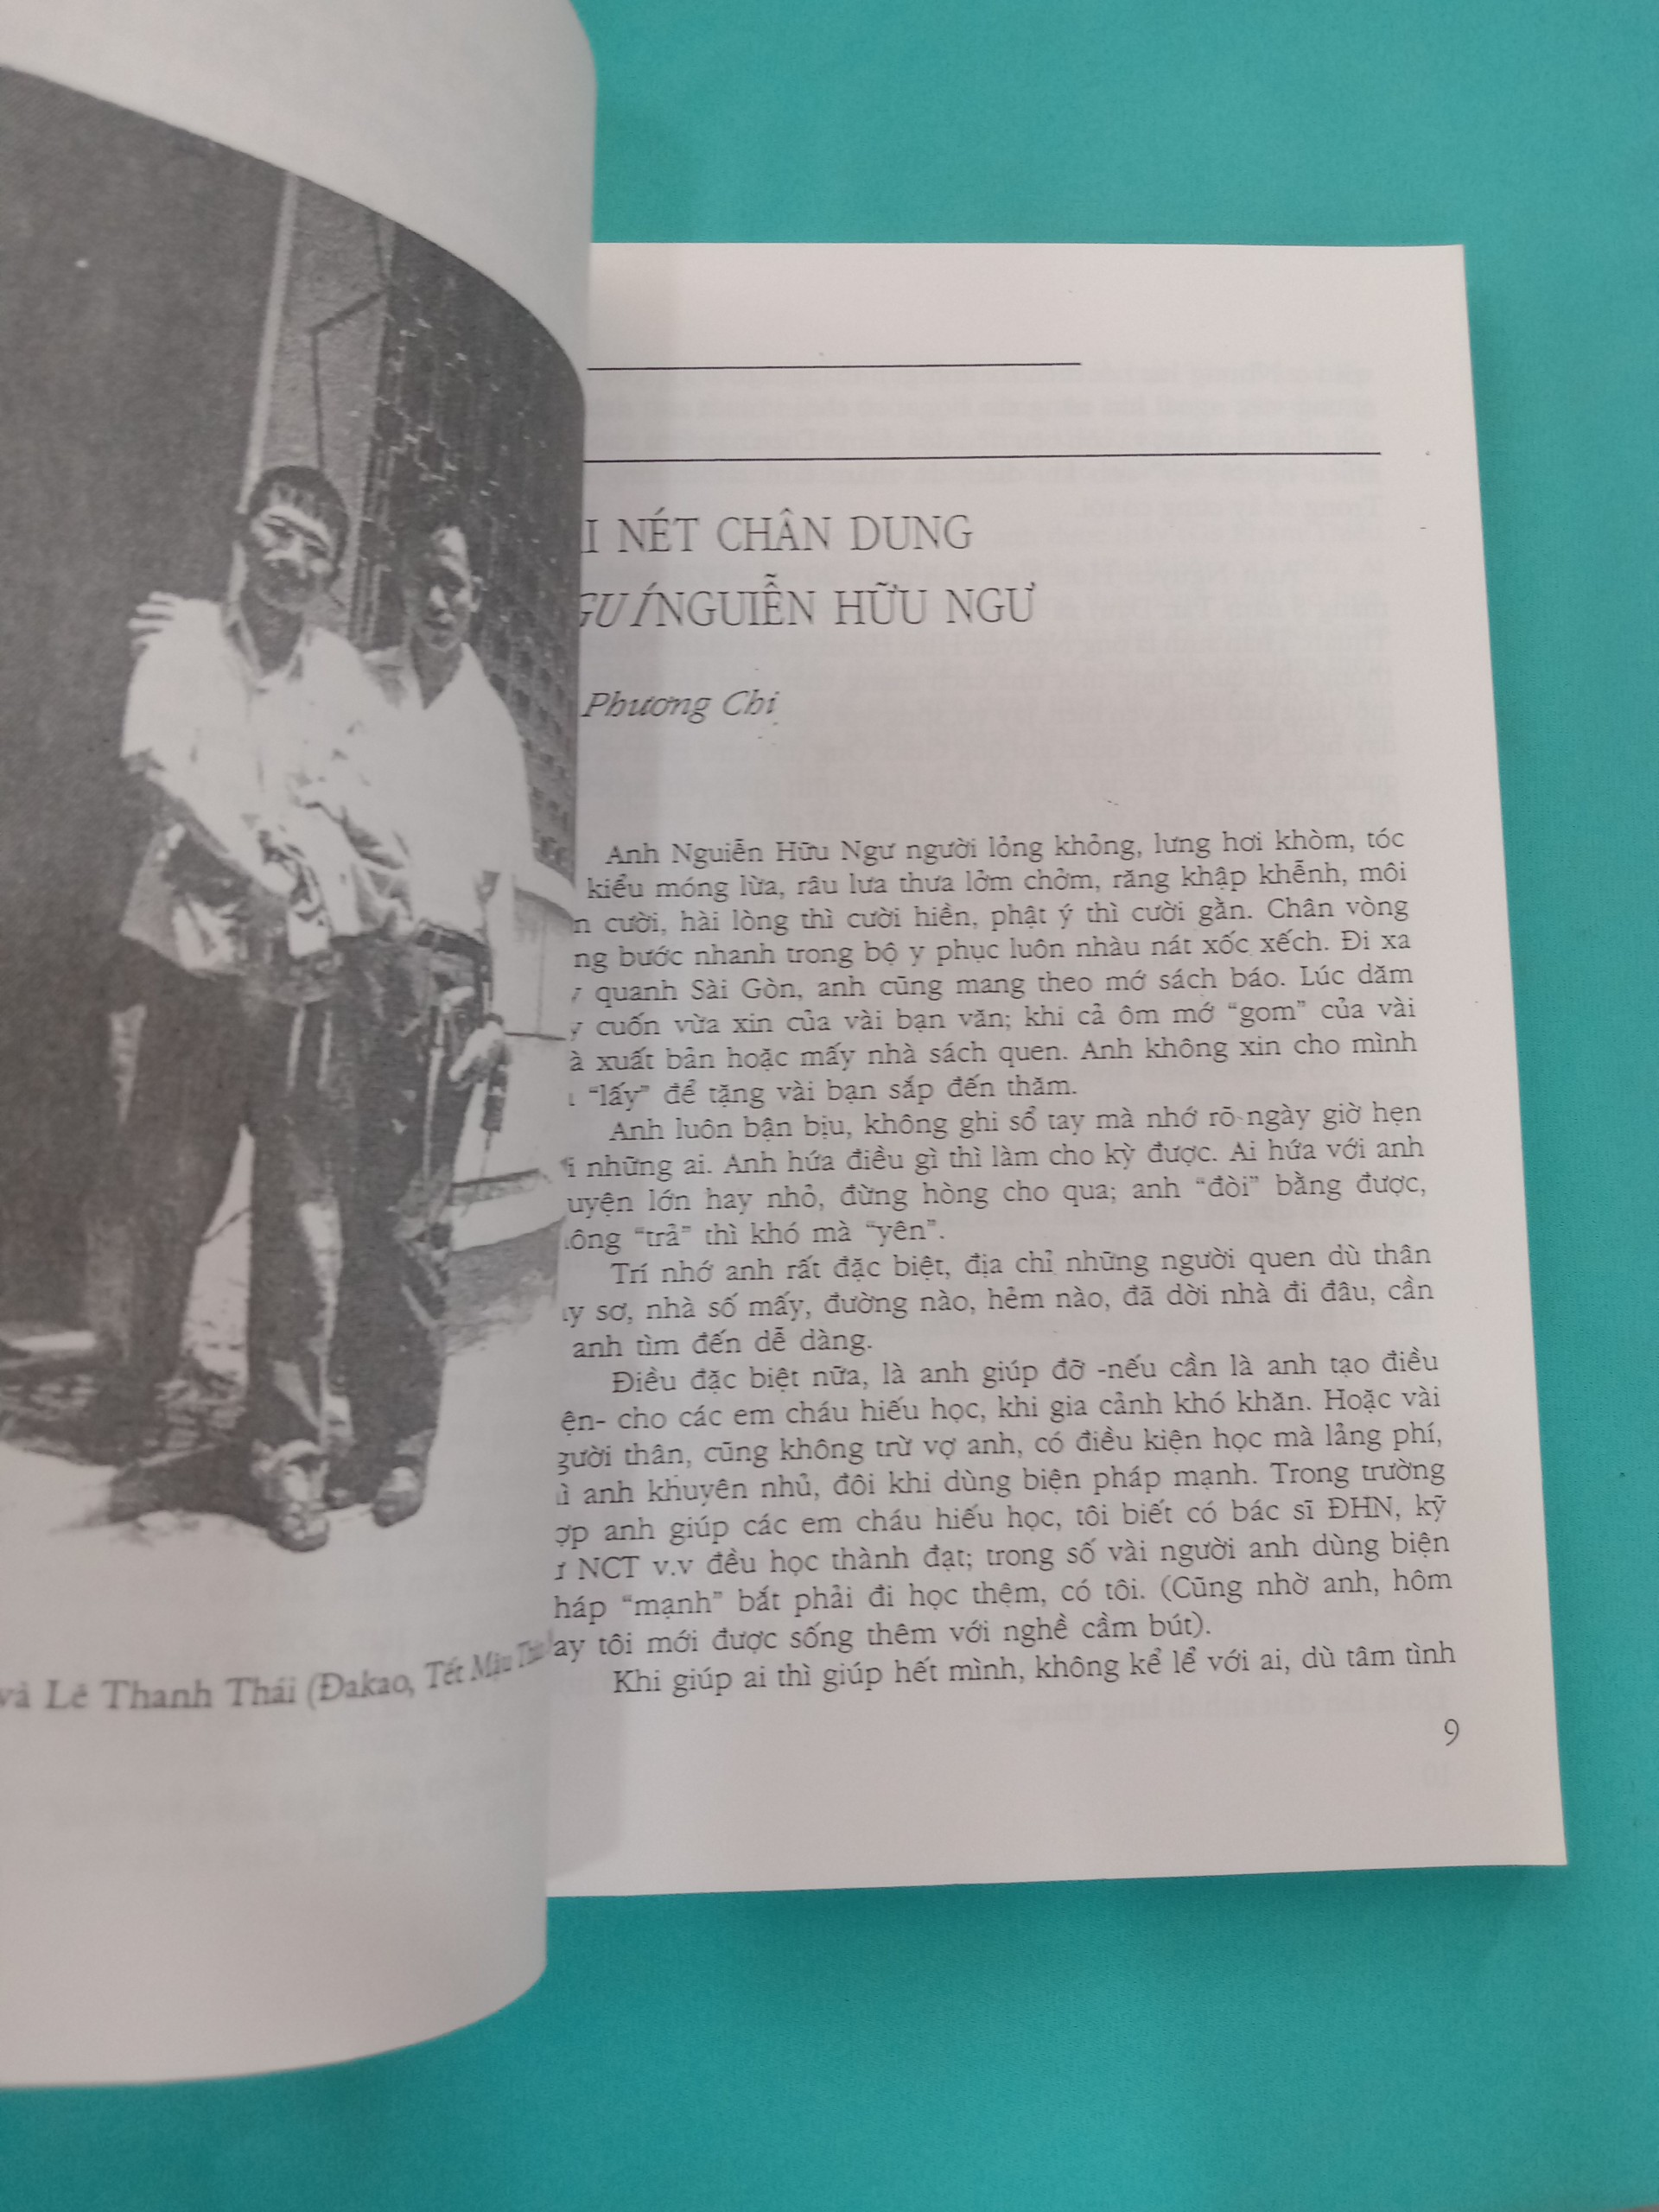 và Lê Thanh Thái (Đakao, Tết Mậu
NÉT CHÂN DUNG
NGUIỄN HỮU NGƯ
Phương Chi
Anh Nguiễn Hữu Ngư người lỏng khỏng, lưng hơi khòm, tóc
kiểu móng lừa, râu lưa thưa lởm chởm, răng khập khễnh, môi
cười, hài lòng thì cười hiền, phật ý thì cười gằn. Chân vòng
bước nhanh trong bộ y phục luôn nhàu nát xốc xếch. Đi xa
quanh Sài Gòn, anh cũng mang theo mớ sách báo. Lúc dăm
cuốn vừa xin của vài bạn văn; khi cả ôm mớ “gom” của vài
xuất bản hoặc mấy nhà sách quen. Anh không xin cho mình
“lấy” để tặng vài bạn sắp đến thăm.
Anh luôn bận bịu, không ghi sổ tay mà nhớ rõ ngày giờ hẹn
những ai. Anh hứa điều gì thì làm cho kỳ được. Ai hứa với anh
lớn hay nhỏ, đừng hòng cho qua; anh “đòi” bằng được,
“trả” thì khó mà “yên”.
Trí nhớ anh rất đặc biệt, địa chỉ những người quen dù thân
sơ, nhà số mấy, đường nào, hẻm nào, đã dời nhà đi đâu, cần
anh tìm đến dễ dàng.
Điều đặc biệt nữa, là anh giúp đỡ -nếu cần là anh tạo điều
cho các em cháu hiếu học, khi gia cảnh khó khăn. Hoặc vài
thân, cũng không trừ vợ anh, có điều kiện học mà lảng phí,
anh khuyên nhủ, đôi khi dùng biện pháp mạnh. Trong trường
anh giúp các em cháu hiếu học, tôi biết có bác sĩ ĐHN, kỹ
NCT v.v đều học thành đạt; trong số vài người anh dùng biện
“mạnh” bắt phải đi học thệm, có tôi. (Cũng nhờ anh, hôm
tôi mới được sống thêm với nghề cầm bút).
Khi giúp ai thì giúp hết mình, không kể lể với ai, dù tâm tình
9